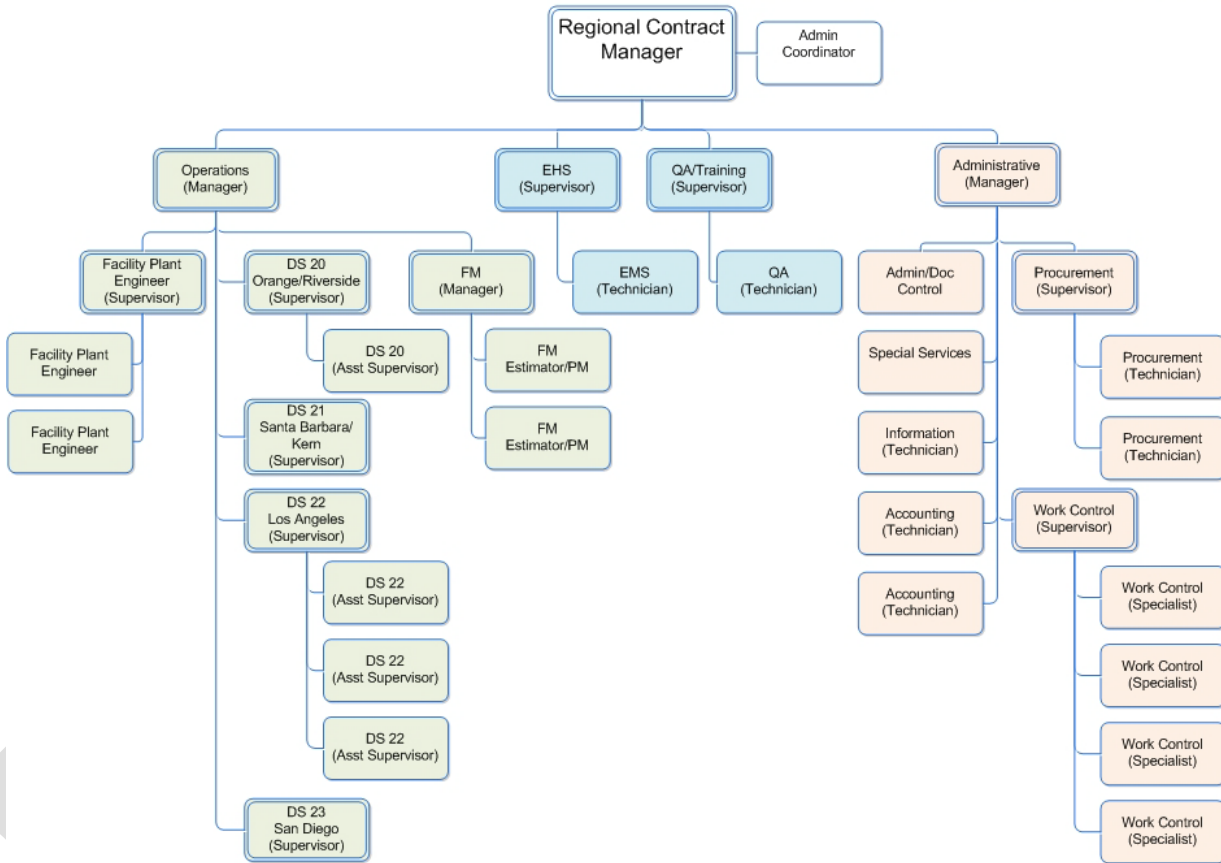 Regional Contract
Manager
Admin
Coordinator
Operations
(Manager)
EHS
(Supervisor)
QA/Training
(Supervisor)
Administrative
(Manager)
Facility Plant
Engineer
(Supervisor)
DS 20
Orange/Riverside
(Supervisor)
FM
(Manager)
EMS
(Technician)
QA
(Technician)
Admin/Doc
Control
Procurement
(Supervisor)
Facility Plant
Engineer
DS 20
(Asst Supervisor)
FM
Estimator/PM
Special Services
Procurement
(Technician)
Facility Plant
Engineer
DS 21
Santa Barbara/
Kern
(Supervisor)
FM
Estimator/PM
Information
(Technician)
Procurement
(Technician)
DS 22
Los Angeles
(Supervisor)
Accounting
(Technician)
Work Control
(Supervisor)
DS 22
(Asst Supervisor)
Accounting
(Technician)
Work Control
(Specialist)
DS 22
(Asst Supervisor)
Work Control
(Specialist)
DS 22
(Asst Supervisor)
Work Control
(Specialist)
DS 23
San Diego
(Supervisor)
Work Control
(Specialist)